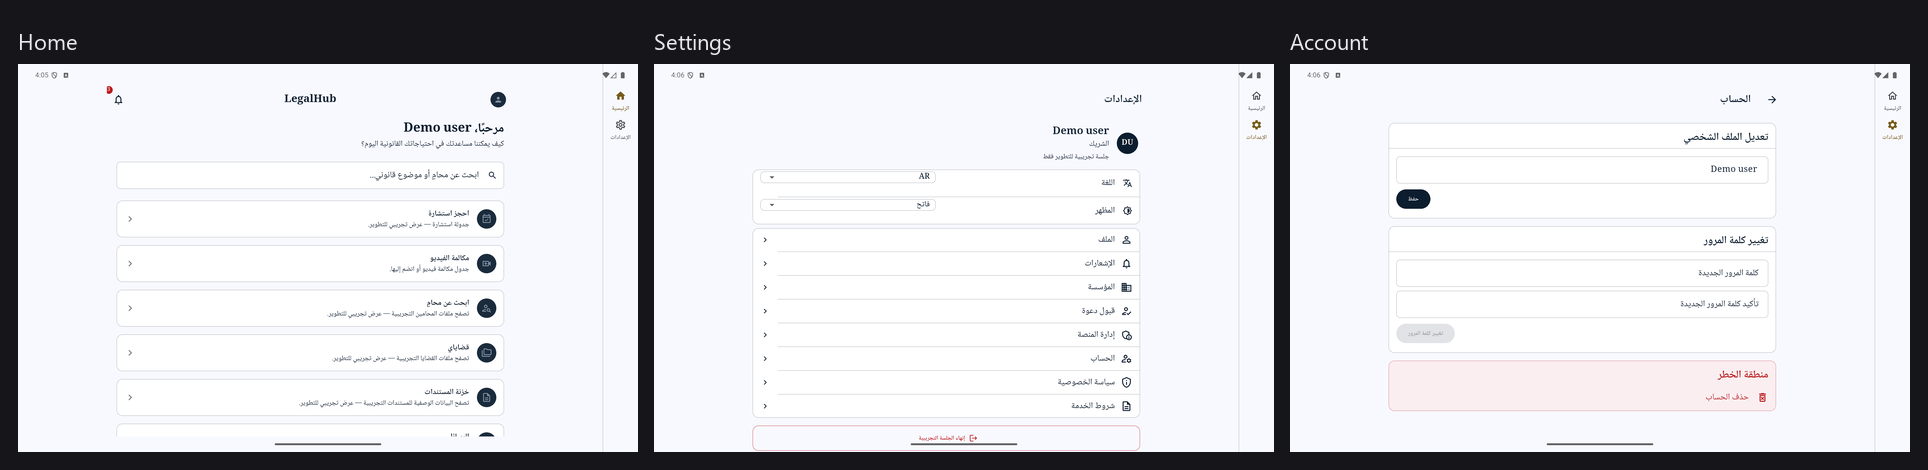 Home
4:05
LegalHub
مرحبًا، Demo user
كيف يمكننا مساعدتك في احتياجاتك القانونية اليوم؟
ابحث عن محامٍ أو موضوع قانوني...
احجز استشارة
جدولة استشارة — عرض تجريبي للتطوير.
مكالمة الفيديو
جدول مكالمة فيديو أو انضم إليها.
ابحث عن محامٍ
تصفح ملفات المحامين التجريبية — عرض تجريبي للتطوير.
قضاياي
تصفح ملفات القضايا التجريبية — عرض تجريبي للتطوير.
خزنة المستندات
تصفح البيانات الوصفية للمستندات التجريبية — عرض تجريبي للتطوير.
الرئيسية
الإعدادات
Settings
4:06
الإعدادات
Demo user
DU
الشريك
جلسة تجريبية للتطوير فقط
اللغة
AR
المظهر
فاتح
الملف
الإشعارات
المؤسسة
قبول دعوة
إدارة المنصة
الحساب
سياسة الخصوصية
شروط الخدمة
إنهاء الجلسة التجريبية
الرئيسية
الإعدادات
Account
4:06
الحساب
تعديل الملف الشخصي
Demo user
حفظ
تغيير كلمة المرور
كلمة المرور الجديدة
تأكيد كلمة المرور الجديدة
تغيير كلمة المرور
منطقة الخطر
حذف الحساب
الرئيسية
الإعدادات